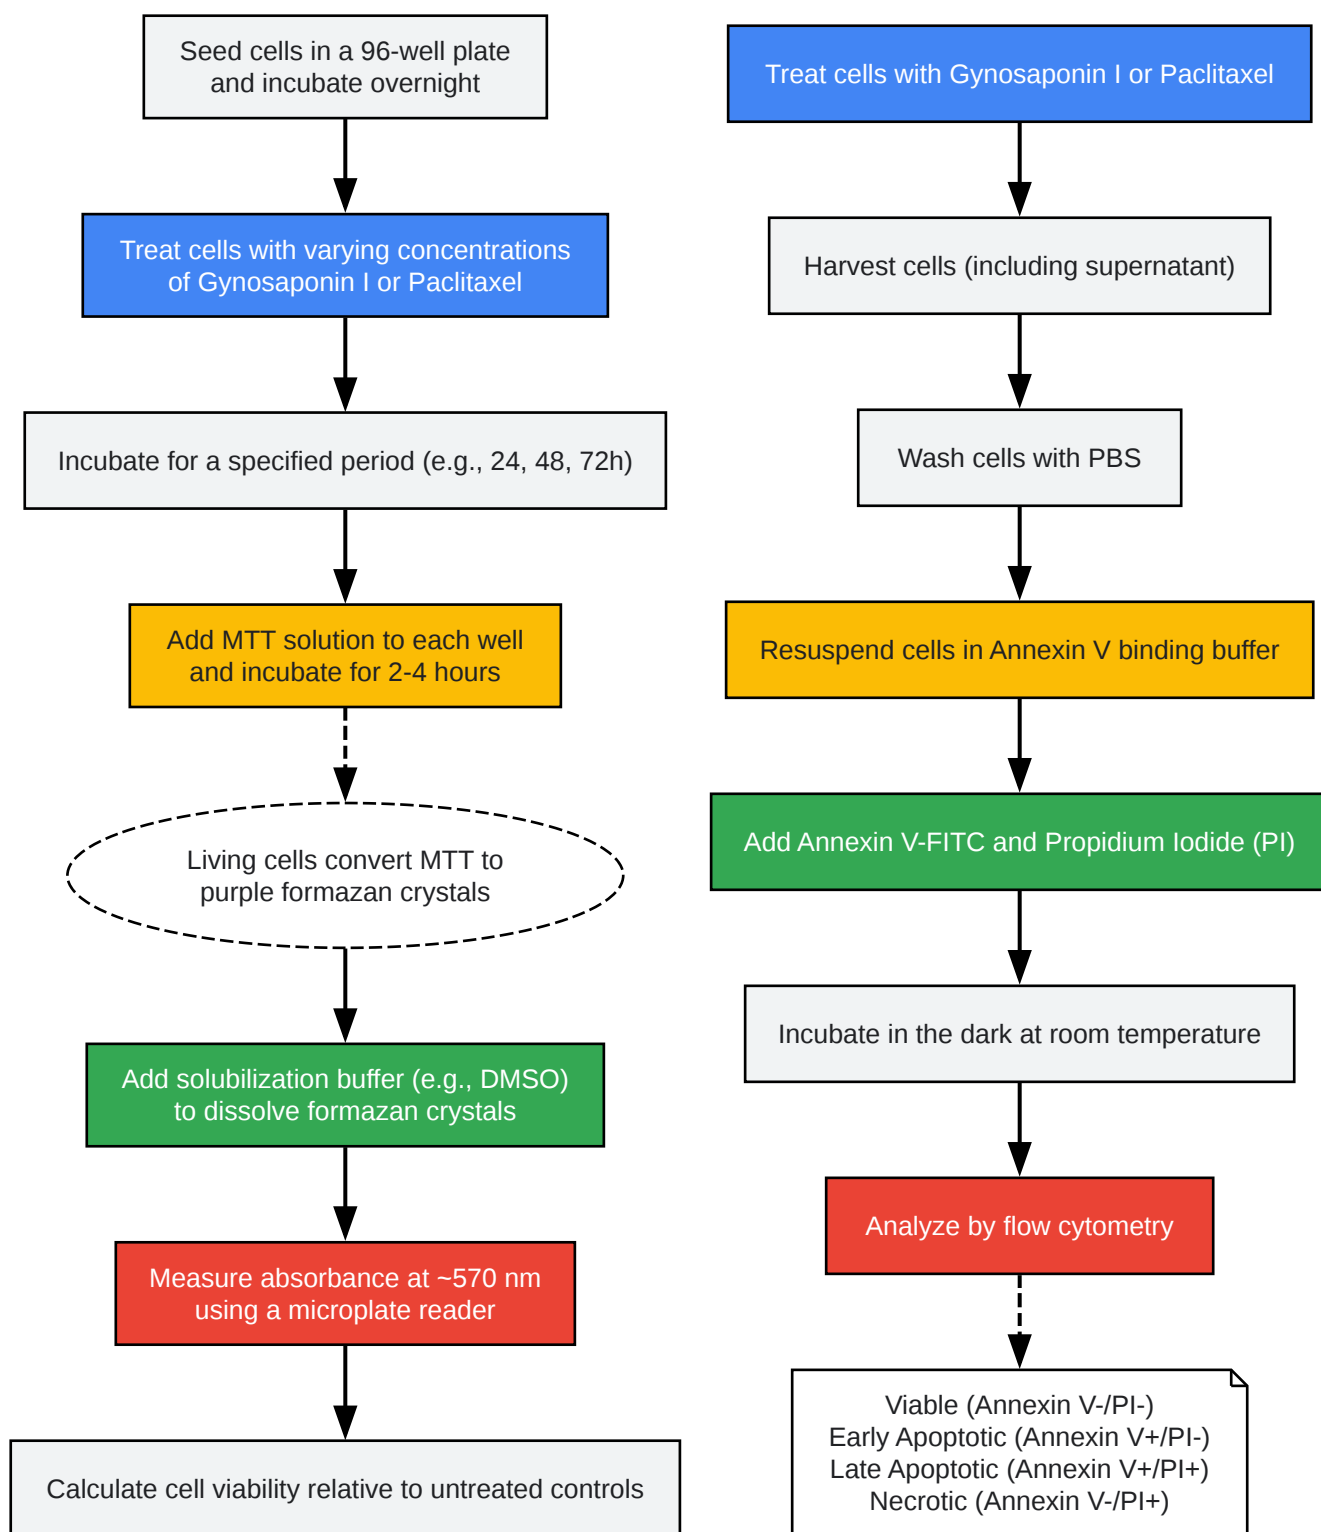 Seed cells in a 96-well plate
and incubate overnight
Treat cells with varying concentrations
of Gynosaponin I or Paclitaxel
Incubate for a specified period (e.g., 24, 48, 72h)
Add MTT solution to each well
and incubate for 2-4 hours
Living cells convert MTT to
purple formazan crystals
Add solubilization buffer (e.g., DMSO)
to dissolve formazan crystals
Measure absorbance at ~570 nm
using a microplate reader
Calculate cell viability relative to untreated controls
Treat cells with Gynosaponin I or Paclitaxel
Harvest cells (including supernatant)
Wash cells with PBS
Resuspend cells in Annexin V binding buffer
Add Annexin V-FITC and Propidium Iodide (PI)
Incubate in the dark at room temperature
Analyze by flow cytometry
Viable (Annexin V-/PI-)
Early Apoptotic (Annexin V+/PI-)
Late Apoptotic (Annexin V+/PI+)
Necrotic (Annexin V-/PI+)